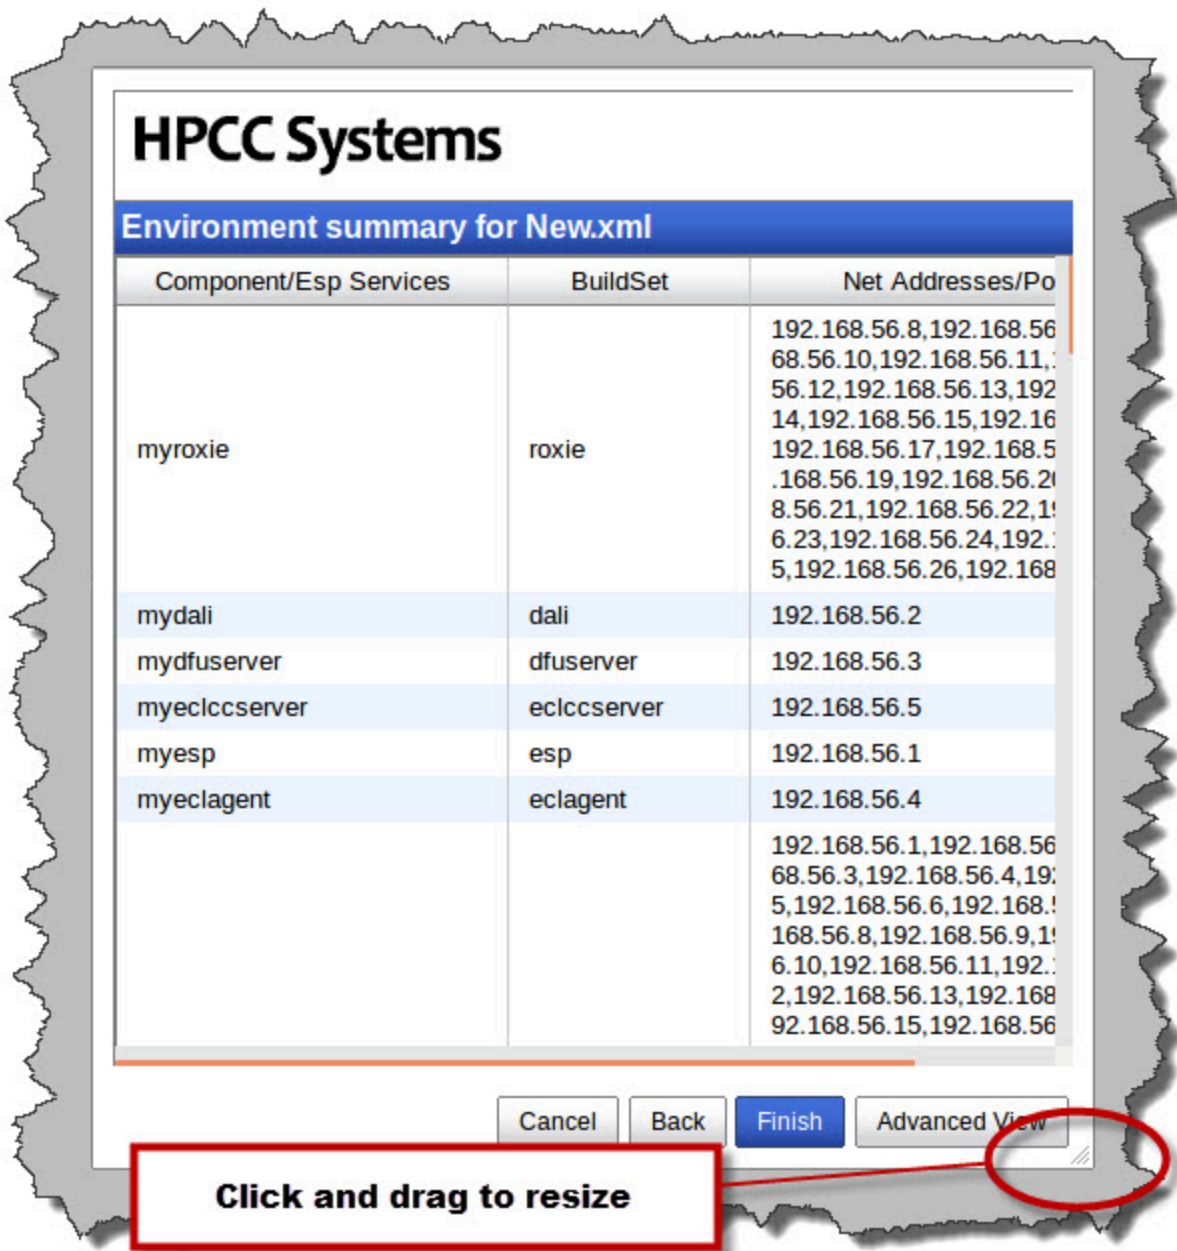 HPCC Systems
Environment summary for New.xml
Component/Esp Services BuildSet Net Addresses/Po
myroxie roxie
192.168.56.8,192.168.56
68.56.10,192.168.56.11,
56.12,192.168.56.13,192
14,192.168.56.15,192.16
192.168.56.17,192.168.5
.168.56.19,192.168.56.20
8.56.21,192.168.56.22,19
6.23,192.168.56.24,192.
5,192.168.56.26,192.168
mydali dali 192.168.56.2
mydfuserver dfuserver 192.168.56.3
myeclccserver eclccserver 192.168.56.5
myesp esp 192.168.56.1
myeclagent eclagent 192.168.56.4
192.168.56.1,192.168.56
68.56.3,192.168.56.4,192
5,192.168.56.6,192.168.
168.56.8,192.168.56.9,19
6.10,192.168.56.11,192.
2,192.168.56.13,192.168
92.168.56.15,192.168.56
Cancel Back Finish Advanced View
Click and drag to resize